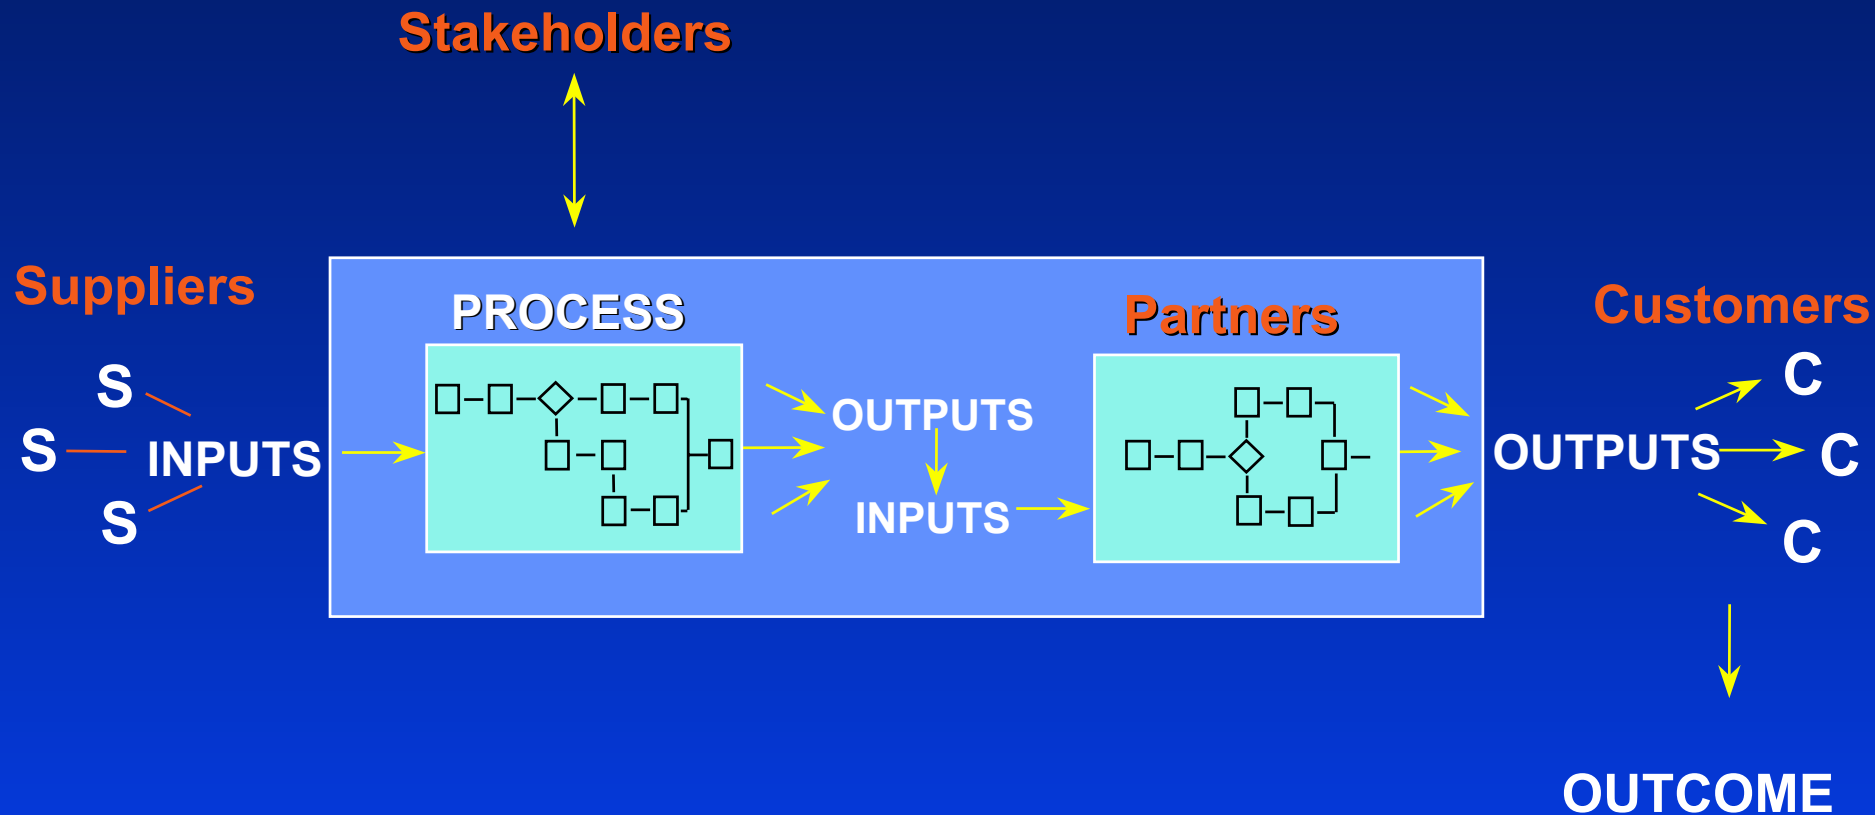 Stakeholders
Suppliers
PROCESS
Partners
Customers
S
S
S
INPUTS
OUTPUTS
INPUTS
OUTPUTS
C
C
C
OUTCOME